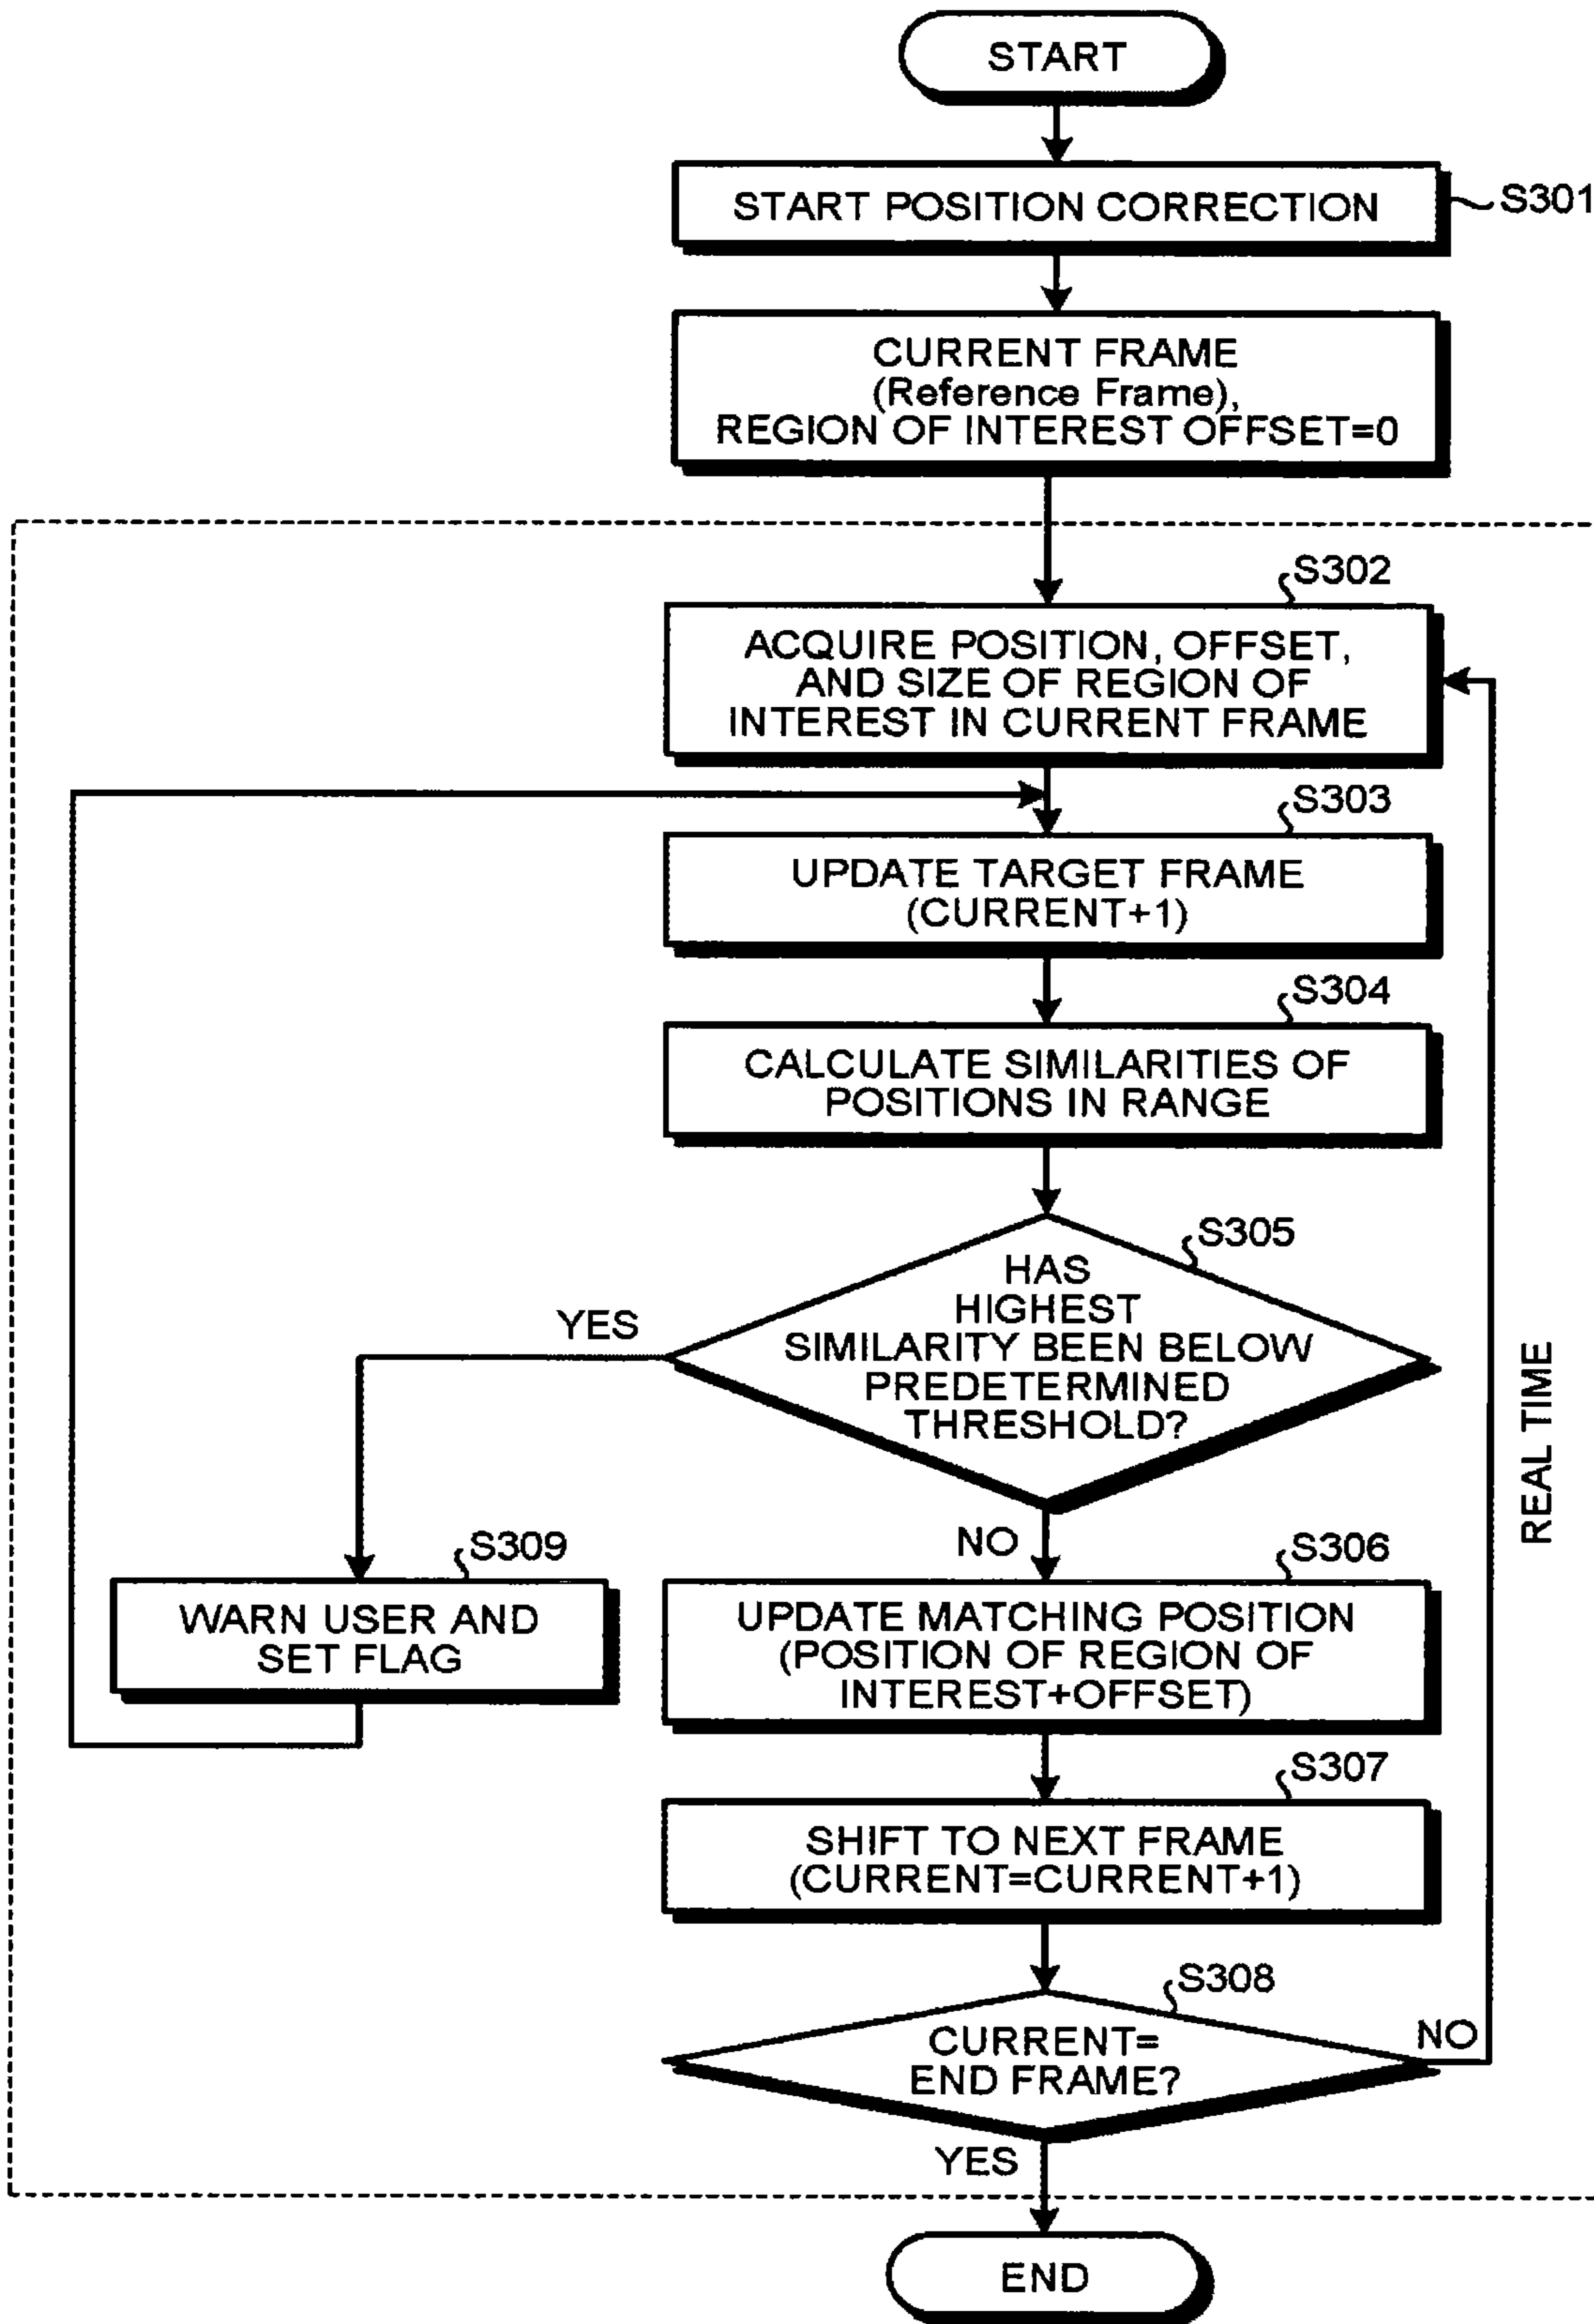 START
START POSITION CORRECTION
S301
CURRENT FRAME
(Reference Frame),
REGION OF INTEREST OFFSET=0
S302
ACQUIRE POSITION, OFFSET,
AND SIZE OF REGION OF
INTEREST IN CURRENT FRAME
S303
UPDATE TARGET FRAME
(CURRENT+1)
S304
CALCULATE SIMILARITIES OF
POSITIONS IN RANGE
S305
HAS
HIGHEST
SIMILARITY BEEN BELOW
PREDETERMINED
THRESHOLD?
YES
NO
REAL TIME
S309
WARN USER AND
SET FLAG
S306
UPDATE MATCHING POSITION
(POSITION OF REGION OF
INTEREST+OFFSET)
S307
SHIFT TO NEXT FRAME
(CURRENT=CURRENT+1)
S308
CURRENT=
END FRAME?
NO
YES
END